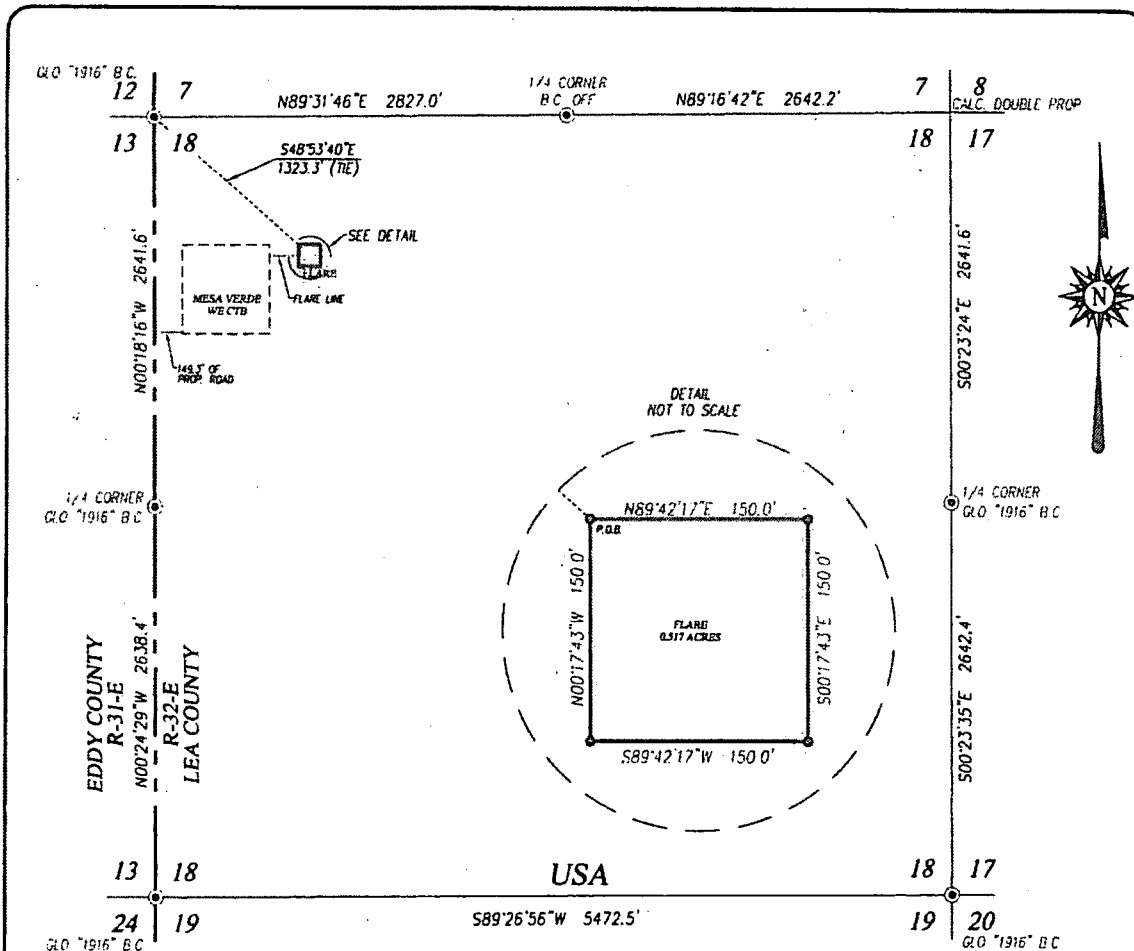 GLO "1916" B.C.
12 7
N89°31'46"E 2827.0'
1/4 CORNER
B.C. OFF
N89°16'42"E 2642.2'
7 8
CALC. DOUBLE PROP
13 18
18 17
S48°53'40"E
1323.3' (TIE)
SEE DETAIL
FLARE
FLARE LINE
MESA VERDE
WE CTB
149.3' OF
PROP. ROAD
N00°18'16"W 2641.6'
S00°23'24"E 2641.6'
N
DETAIL
NOT TO SCALE
1/4 CORNER
GLO "1916" B.C
1/4 CORNER
GLO "1916" B.C
N89°42'17"E 150.0'
P.O.B.
N00°17'43"W 150.0'
FLARE
0.517 ACRES
S00°17'43"E 150.0'
S89°42'17"W 150.0'
EDDY COUNTY
R-31-E
N00°24'29"W 2638.4'
R-32-E
LEA COUNTY
S00°23'35"E 2642.4'
13 18
USA
18 17
24 19
S89°26'56"W 5472.5'
19 20
GLO "1916" B.C
GLO "1916" B.C